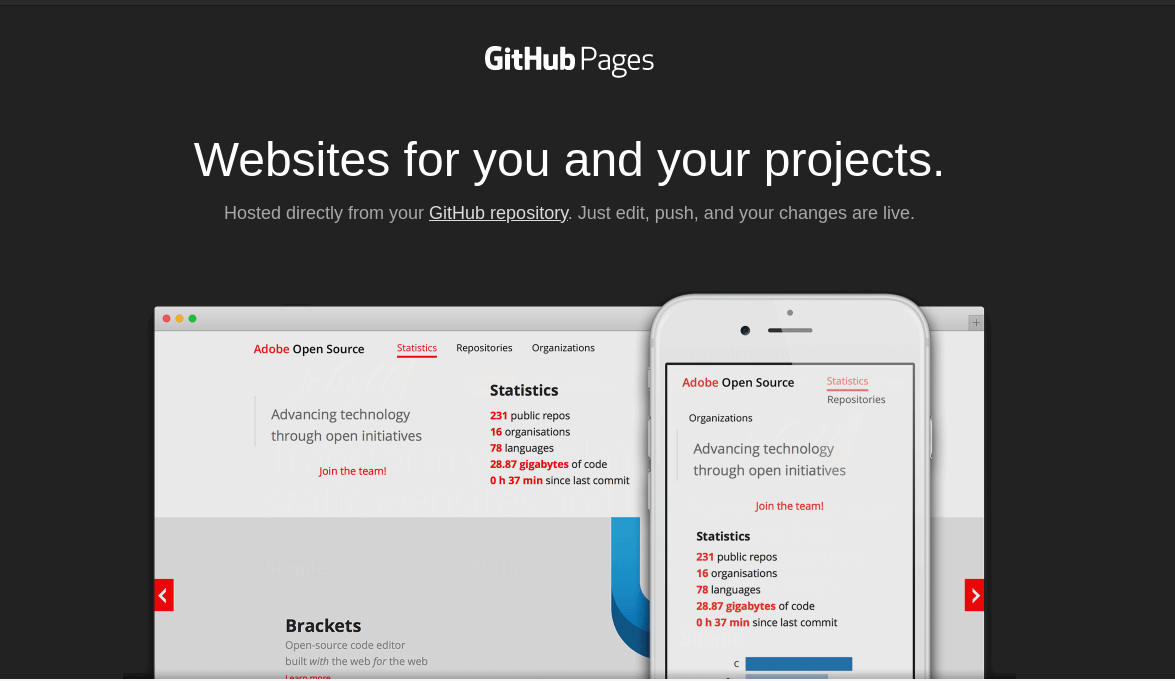 GitHub Pages
Websites for you and your projects.
Hosted directly from your GitHub repository. Just edit, push, and your changes are live.
Adobe Open Source
Statistics
Repositories
Organizations
Advancing technology
through open initiatives
Join the team!
Statistics
231 public repos
16 organisations
78 languages
28.87 gigabytes of code
0 h 37 min since last commit
Brackets
Open-source code editor
built with the web for the web
Learn more
Adobe Open Source
Statistics
Repositories
Organizations
Advancing technology
through open initiatives
Join the team!
Statistics
231 public repos
16 organisations
78 languages
28.87 gigabytes of code
0 h 37 min since last commit
C